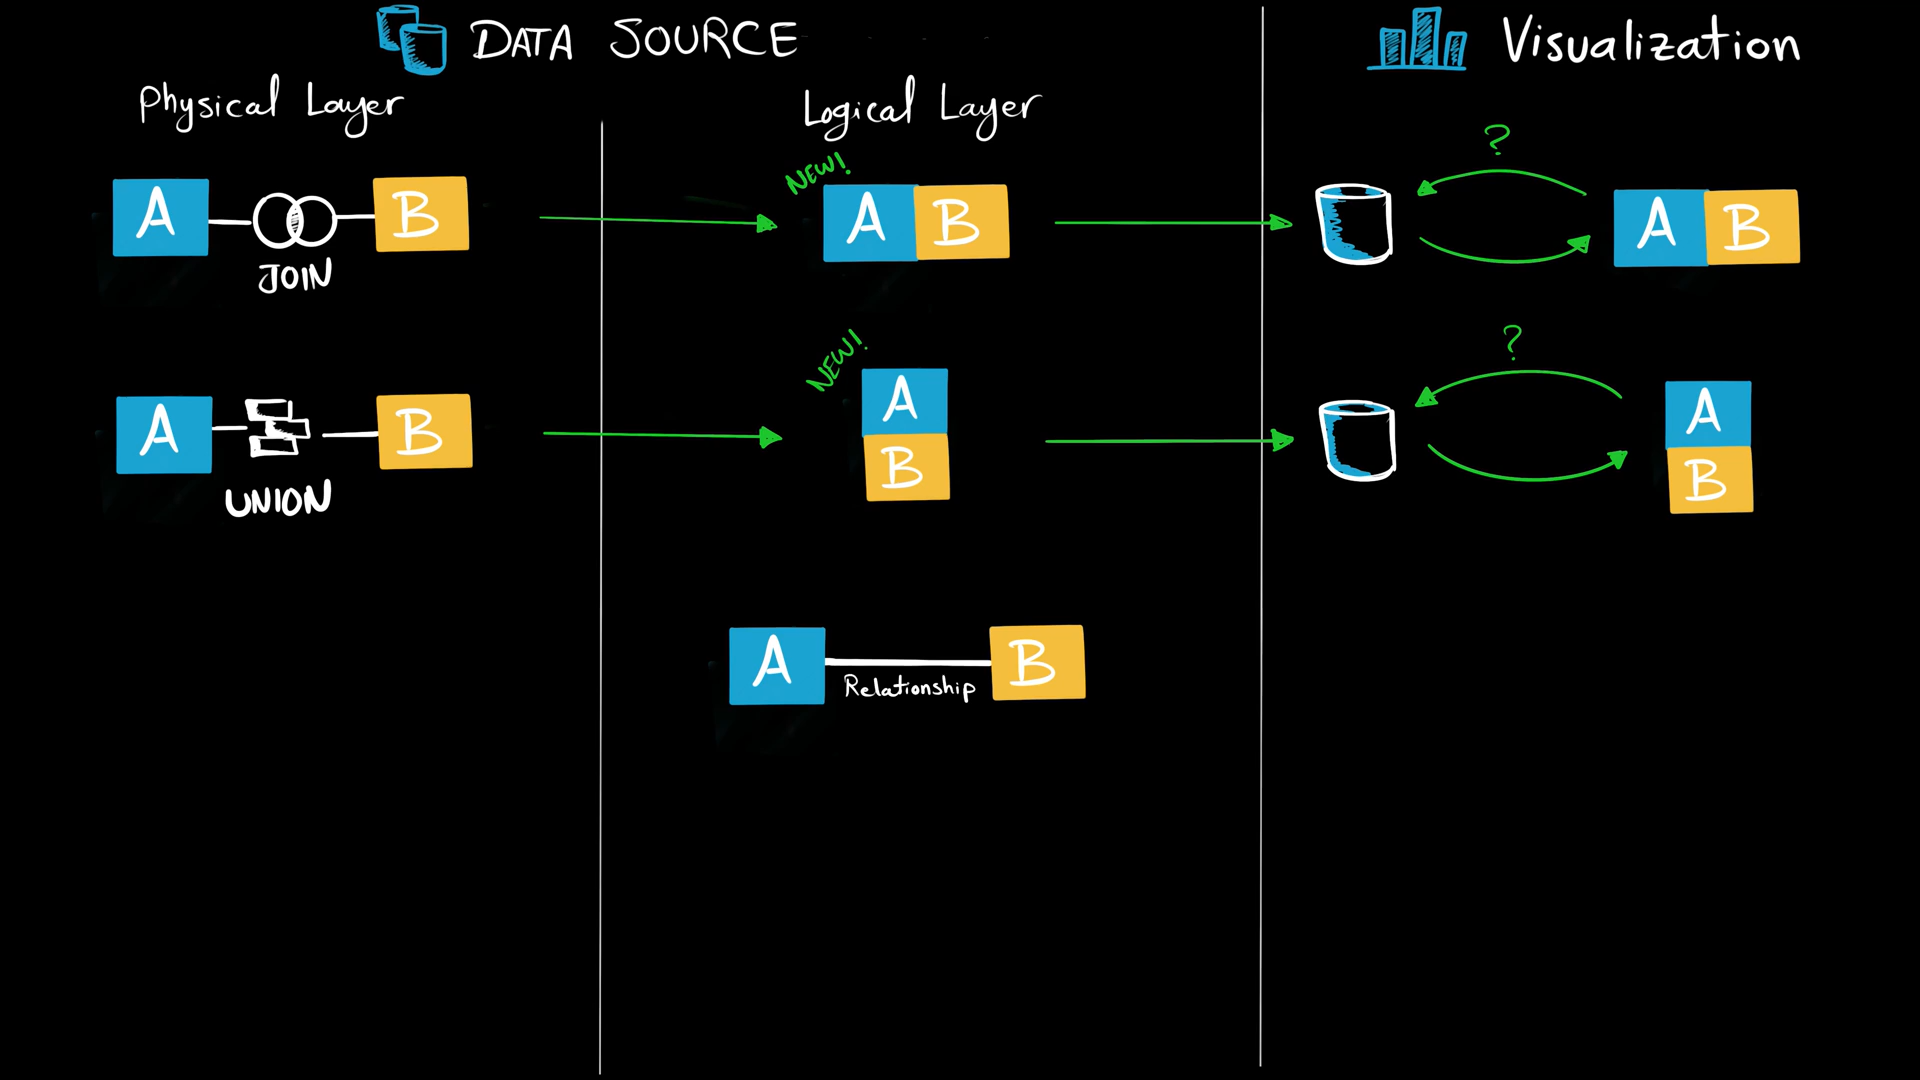 DATA SOURCE
Visualization
Physical Layer
Logical Layer
A
B
JOIN
NEW!
A B
?
A B
A
B
UNION
NEW!
A
B
?
A
B
A
Relationship
B